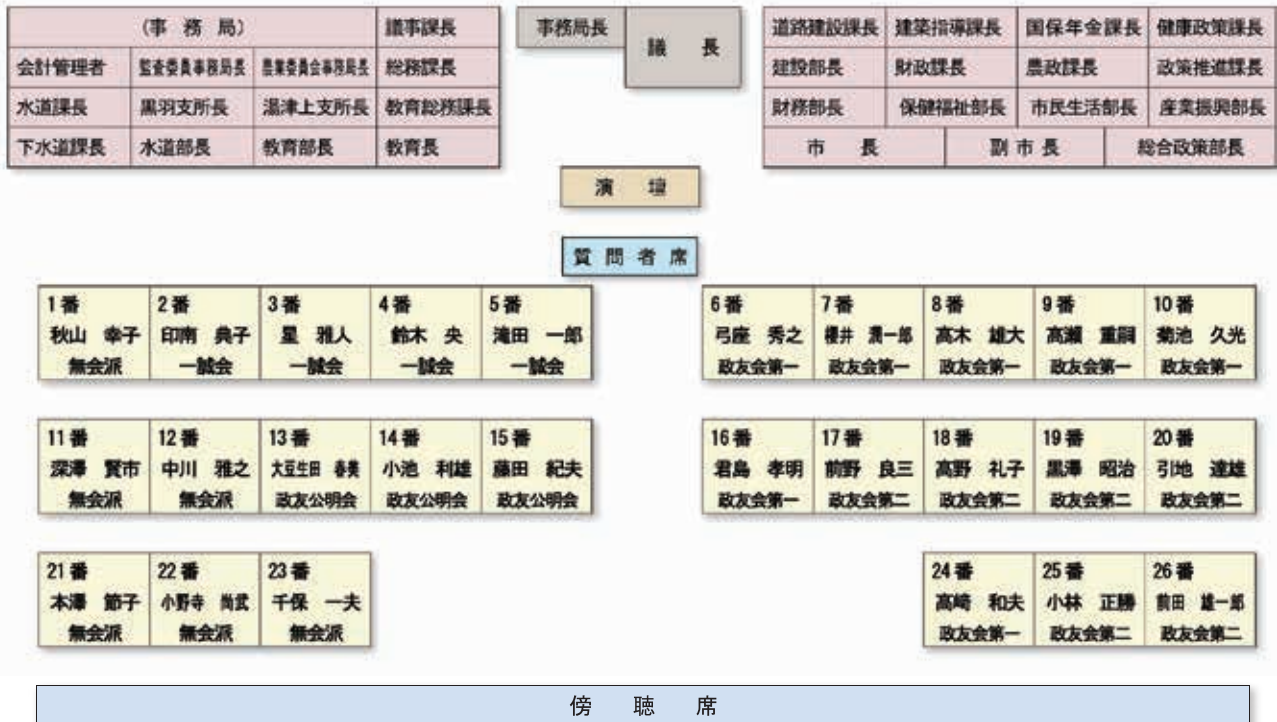 (事 務 局) 議事課長
会計管理者 監査委員事務局長 農業委員会事務局長 総務課長
水道課長 黒羽支所長 湯津上支所長 教育総務課長
下水道課長 水道部長 教育部長 教育長
事務局長
議 長
道路建設課長 建築指導課長 国保年金課長 健康政策課長
建設部長 財政課長 農政課長 政策推進課長
財務部長 保健福祉部長 市民生活部長 産業振興部長
市 長 副 市 長 総合政策部長
演 壇
質 問 者 席
1番 2番 3番 4番 5番
秋山 幸子 印南 典子 星 雅人 鈴木 央 滝田 一郎
無会派 一誠会 一誠会 一誠会 一誠会
6番 7番 8番 9番 10番
弓座 秀之 櫻井 潤一郎 高木 雄大 高瀬 重嗣 菊池 久光
政友会第一 政友会第一 政友会第一 政友会第一 政友会第一
11番 12番 13番 14番 15番
深澤 賢市 中川 雅之 大豆生田 春美 小池 利雄 藤田 紀夫
無会派 無会派 政友公明会 政友公明会 政友公明会
16番 17番 18番 19番 20番
君島 孝明 前野 良三 髙野 礼子 黒澤 昭治 引地 達雄
政友会第一 政友会第二 政友会第二 政友会第二 政友会第二
21番 22番 23番
本澤 節子 小野寺 尚武 千保 一夫
無会派 無会派 無会派
24番 25番 26番
高崎 和夫 小林 正勝 前田 雄一郎
政友会第一 政友会第二 政友会第二
傍 聴 席